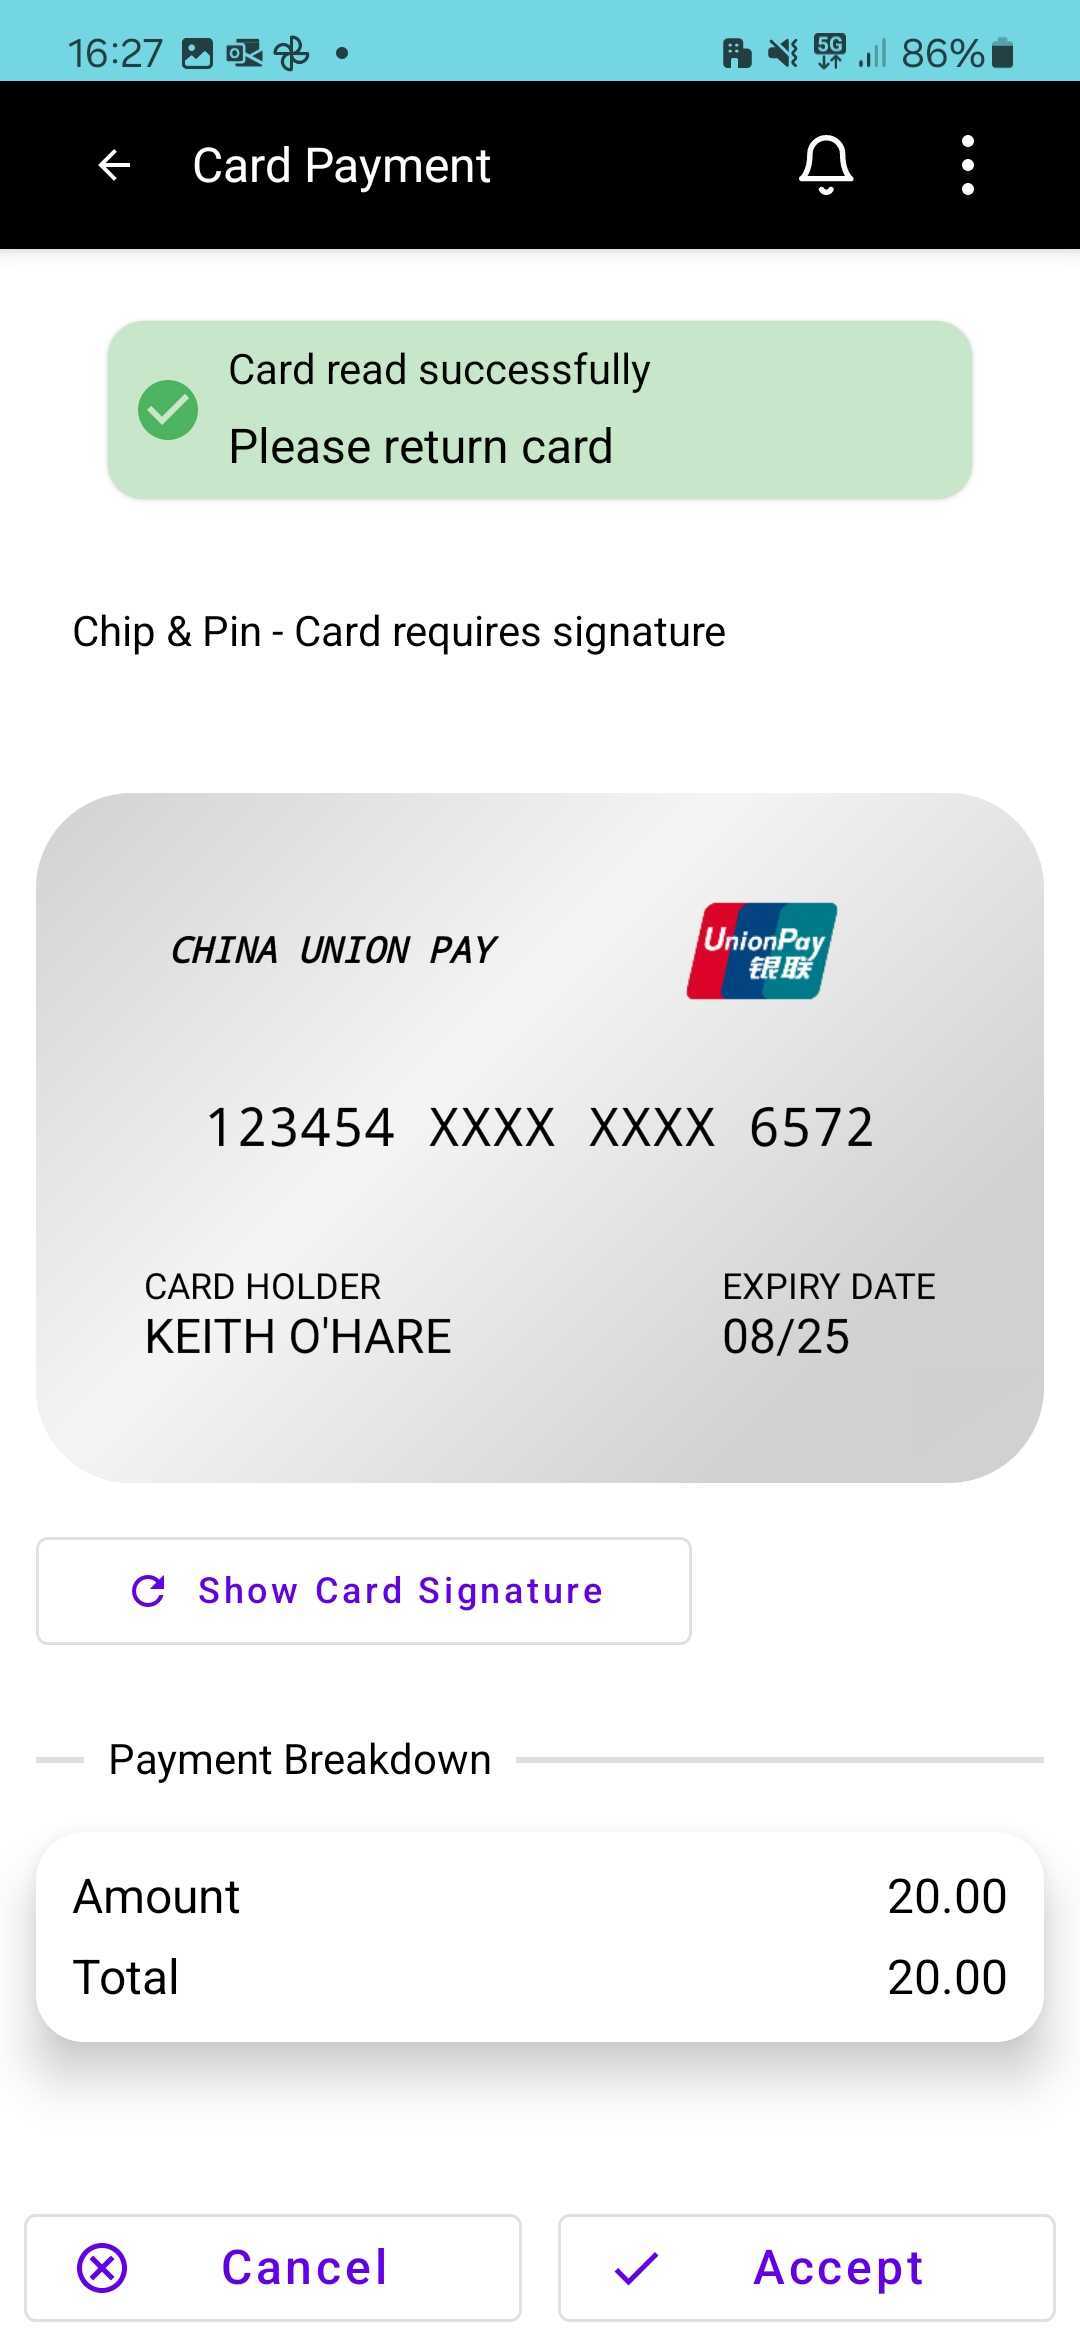 16:27 5G 86%
Card Payment
Card read successfully
Please return card
Chip & Pin - Card requires signature
CHINA UNION PAY
UnionPay
银联
123454 XXXX XXXX 6572
CARD HOLDER EXPIRY DATE
KEITH O'HARE 08/25
Show Card Signature
Payment Breakdown
Amount 20.00
Total 20.00
Cancel Accept